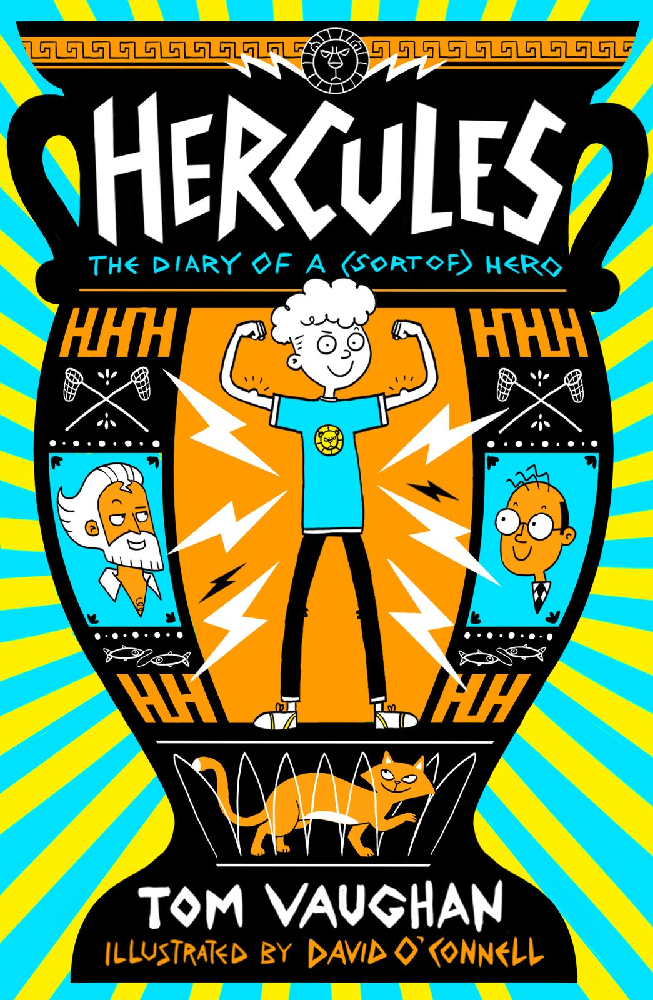 HERCULES
THE DIARY OF A (SORT OF) HERO
TOM VAUGHAN
ILLUSTRATED BY DAVID O'CONNELL